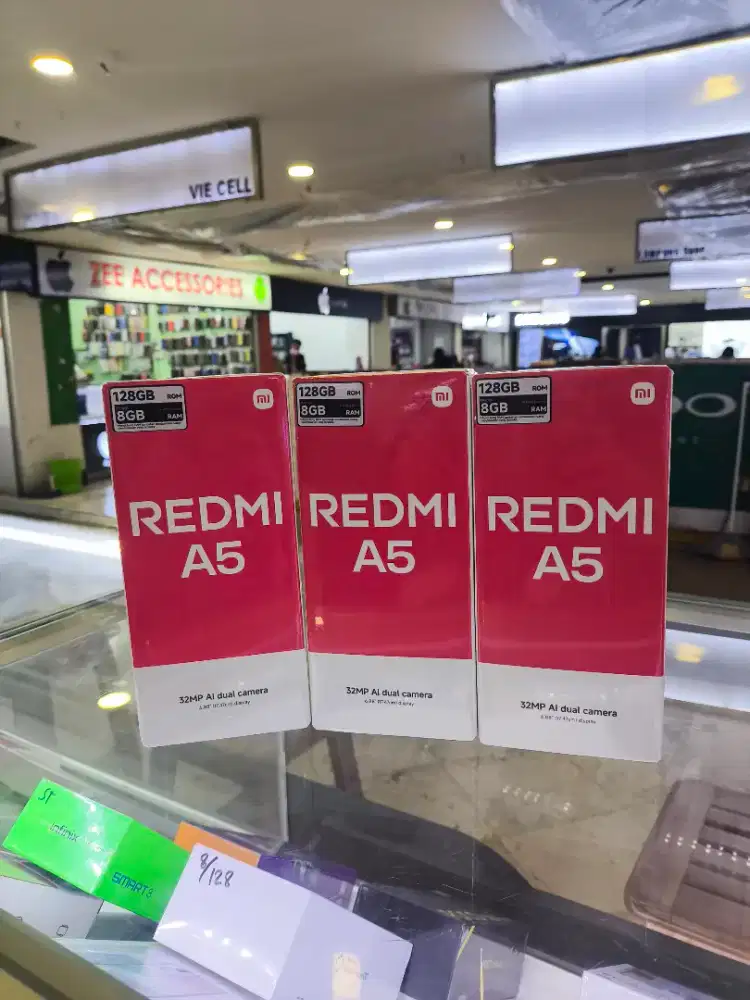 VIE CELL
ZEE ACCESSORIES
128GB ROM
8GB RAM
mi
REDMI
A5
32MP AI dual camera
128GB ROM
8GB RAM
mi
REDMI
A5
32MP AI dual camera
128GB ROM
8GB RAM
mi
REDMI
A5
32MP AI dual camera
Infinix
SMART 8
8/128